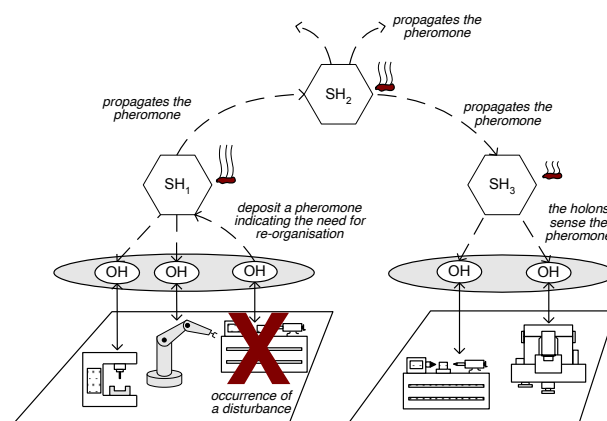 propagates the
pheromone
SH2
propagates the
pheromone
propagates the
pheromone
SH1
SH3
deposit a pheromone
indicating the need for
re-organisation
the holons
sense the
pheromone
OH
OH
OH
OH
OH
occurrence of
a disturbance